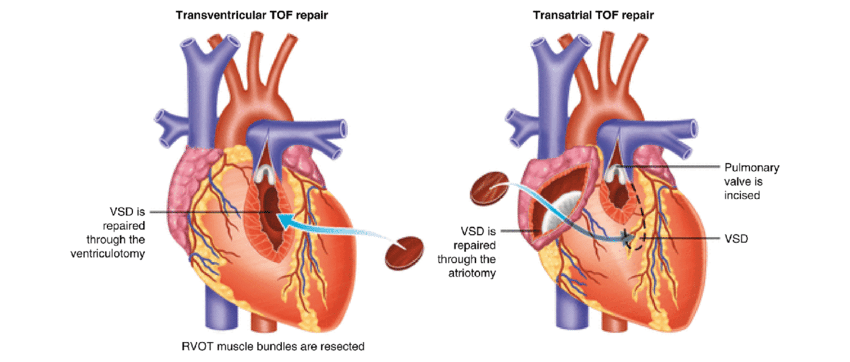 Transventricular TOF repair
VSD is
repaired
through the
ventriculotomy
RVOT muscle bundles are resected
Transatrial TOF repair
Pulmonary
valve is
incised
VSD is
repaired
through the
atriotomy
VSD